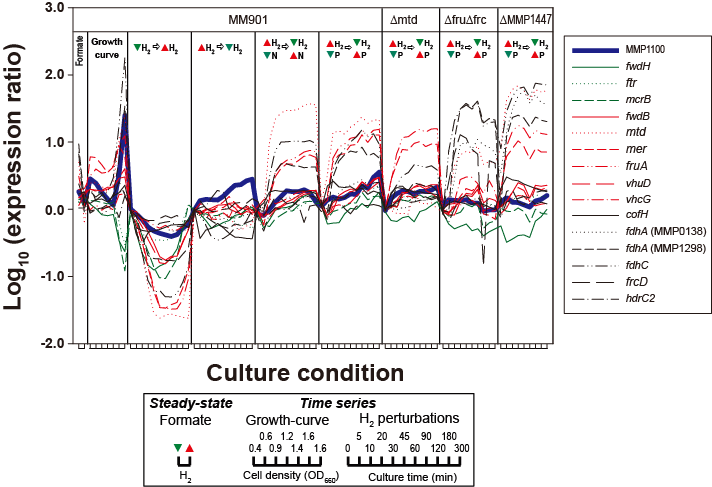 MM901 Δmtd ΔfruΔfrc ΔMMP1447
Formate
Growth curve
▼H₂ ⇨ ▲H₂
▲H₂ ⇨ ▼H₂
▲H₂ ⇨ ▼H₂
▼N ▲N
▲H₂ ⇨ ▼H₂
▼P ▲P
▲H₂ ⇨ ▼H₂
▼P ▲P
▲H₂ ⇨ ▼H₂
▼P ▲P
▲H₂ ⇨ ▼H₂
▼P ▲P
Log₁₀ (expression ratio)
3.0
2.0
1.0
0.0
-1.0
-2.0
Culture condition
MMP1100
fwdH
ftr
mcrB
fwdB
mtd
mer
fruA
vhuD
vhcG
cofH
fdhA (MMP0138)
fdhA (MMP1298)
fdhC
frcD
hdrC2
Steady-state Time series
Formate Growth-curve H₂ perturbations
▼ ▲
H₂
0.6 1.2 1.6
0.4 0.9 1.4 1.6
Cell density (OD₆₆₀)
5 20 45 90 180
0 10 30 60 120 300
Culture time (min)